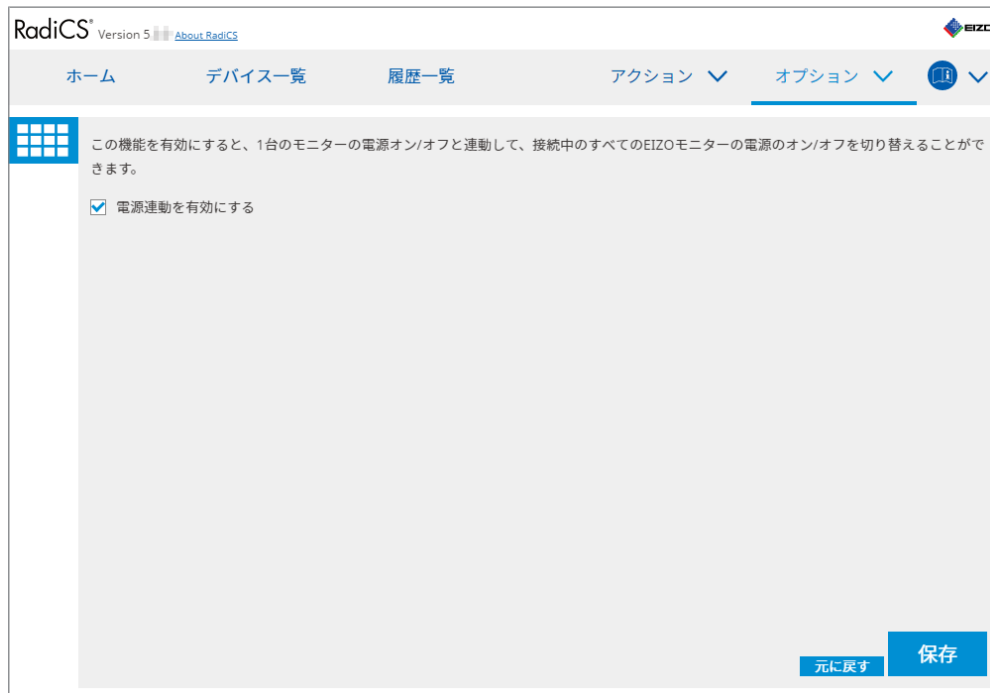 RadiCS® Version 5. About RadiCS
EIZO
ホーム デバイス一覧 履歴一覧 アクション オプション
この機能を有効にすると、1台のモニターの電源オン/オフと連動して、接続中のすべてのEIZOモニターの電源のオン/オフを切り替えることがで
きます。
電源連動を有効にする
元に戻す 保存